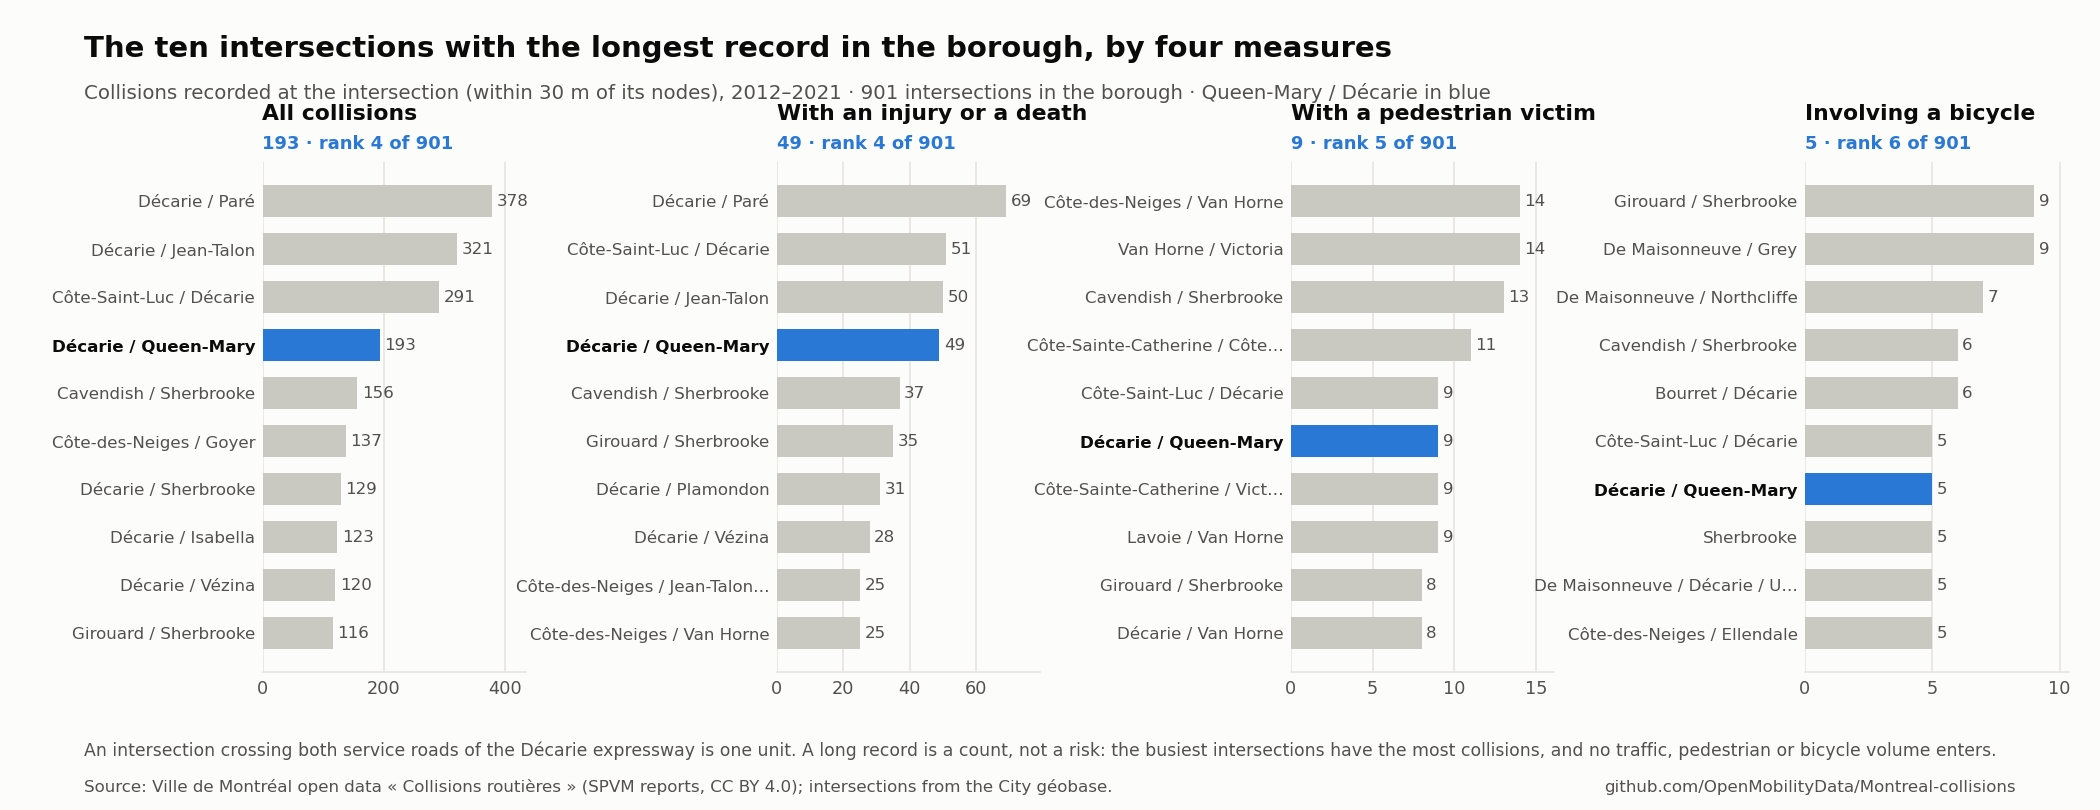 The ten intersections with the longest record in the borough, by four measures
Collisions recorded at the intersection (within 30 m of its nodes), 2012–2021 · 901 intersections in the borough · Queen-Mary / Décarie in blue
All collisions
193 · rank 4 of 901
Décarie / Paré 378
Décarie / Jean-Talon 321
Côte-Saint-Luc / Décarie 291
Décarie / Queen-Mary 193
Cavendish / Sherbrooke 156
Côte-des-Neiges / Goyer 137
Décarie / Sherbrooke 129
Décarie / Isabella 123
Décarie / Vézina 120
Girouard / Sherbrooke 116
0 200 400
With an injury or a death
49 · rank 4 of 901
Décarie / Paré 69
Côte-Saint-Luc / Décarie 51
Décarie / Jean-Talon 50
Décarie / Queen-Mary 49
Cavendish / Sherbrooke 37
Girouard / Sherbrooke 35
Décarie / Plamondon 31
Décarie / Vézina 28
Côte-des-Neiges / Jean-Talon… 25
Côte-des-Neiges / Van Horne 25
0 20 40 60
With a pedestrian victim
9 · rank 5 of 901
Côte-des-Neiges / Van Horne 14
Van Horne / Victoria 14
Cavendish / Sherbrooke 13
Côte-Sainte-Catherine / Côte… 11
Côte-Saint-Luc / Décarie 9
Décarie / Queen-Mary 9
Côte-Sainte-Catherine / Vict… 9
Lavoie / Van Horne 9
Girouard / Sherbrooke 8
Décarie / Van Horne 8
0 5 10 15
Involving a bicycle
5 · rank 6 of 901
Girouard / Sherbrooke 9
De Maisonneuve / Grey 9
De Maisonneuve / Northcliffe 7
Cavendish / Sherbrooke 6
Bourret / Décarie 6
Côte-Saint-Luc / Décarie 5
Décarie / Queen-Mary 5
Sherbrooke 5
De Maisonneuve / Décarie / U… 5
Côte-des-Neiges / Ellendale 5
0 5 10
An intersection crossing both service roads of the Décarie expressway is one unit. A long record is a count, not a risk: the busiest intersections have the most collisions, and no traffic, pedestrian or bicycle volume enters.
Source: Ville de Montréal open data « Collisions routières » (SPVM reports, CC BY 4.0); intersections from the City géobase.
github.com/OpenMobilityData/Montreal-collisions